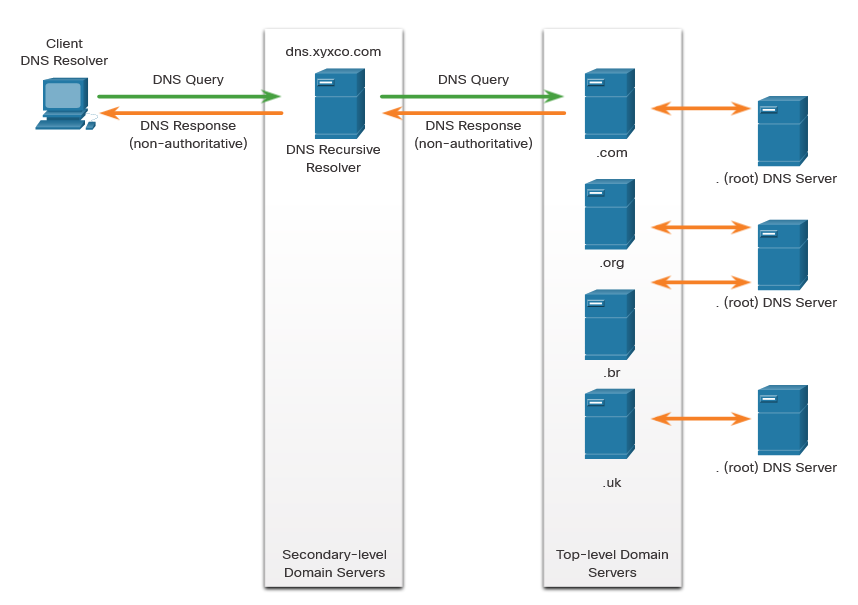 Client
DNS Resolver
DNS Query
DNS Response
(non-authoritative)
dns.xyxco.com
DNS Recursive
Resolver
Secondary-level
Domain Servers
DNS Query
DNS Response
(non-authoritative)
.com
.org
.br
.uk
Top-level Domain
Servers
. (root) DNS Server
. (root) DNS Server
. (root) DNS Server